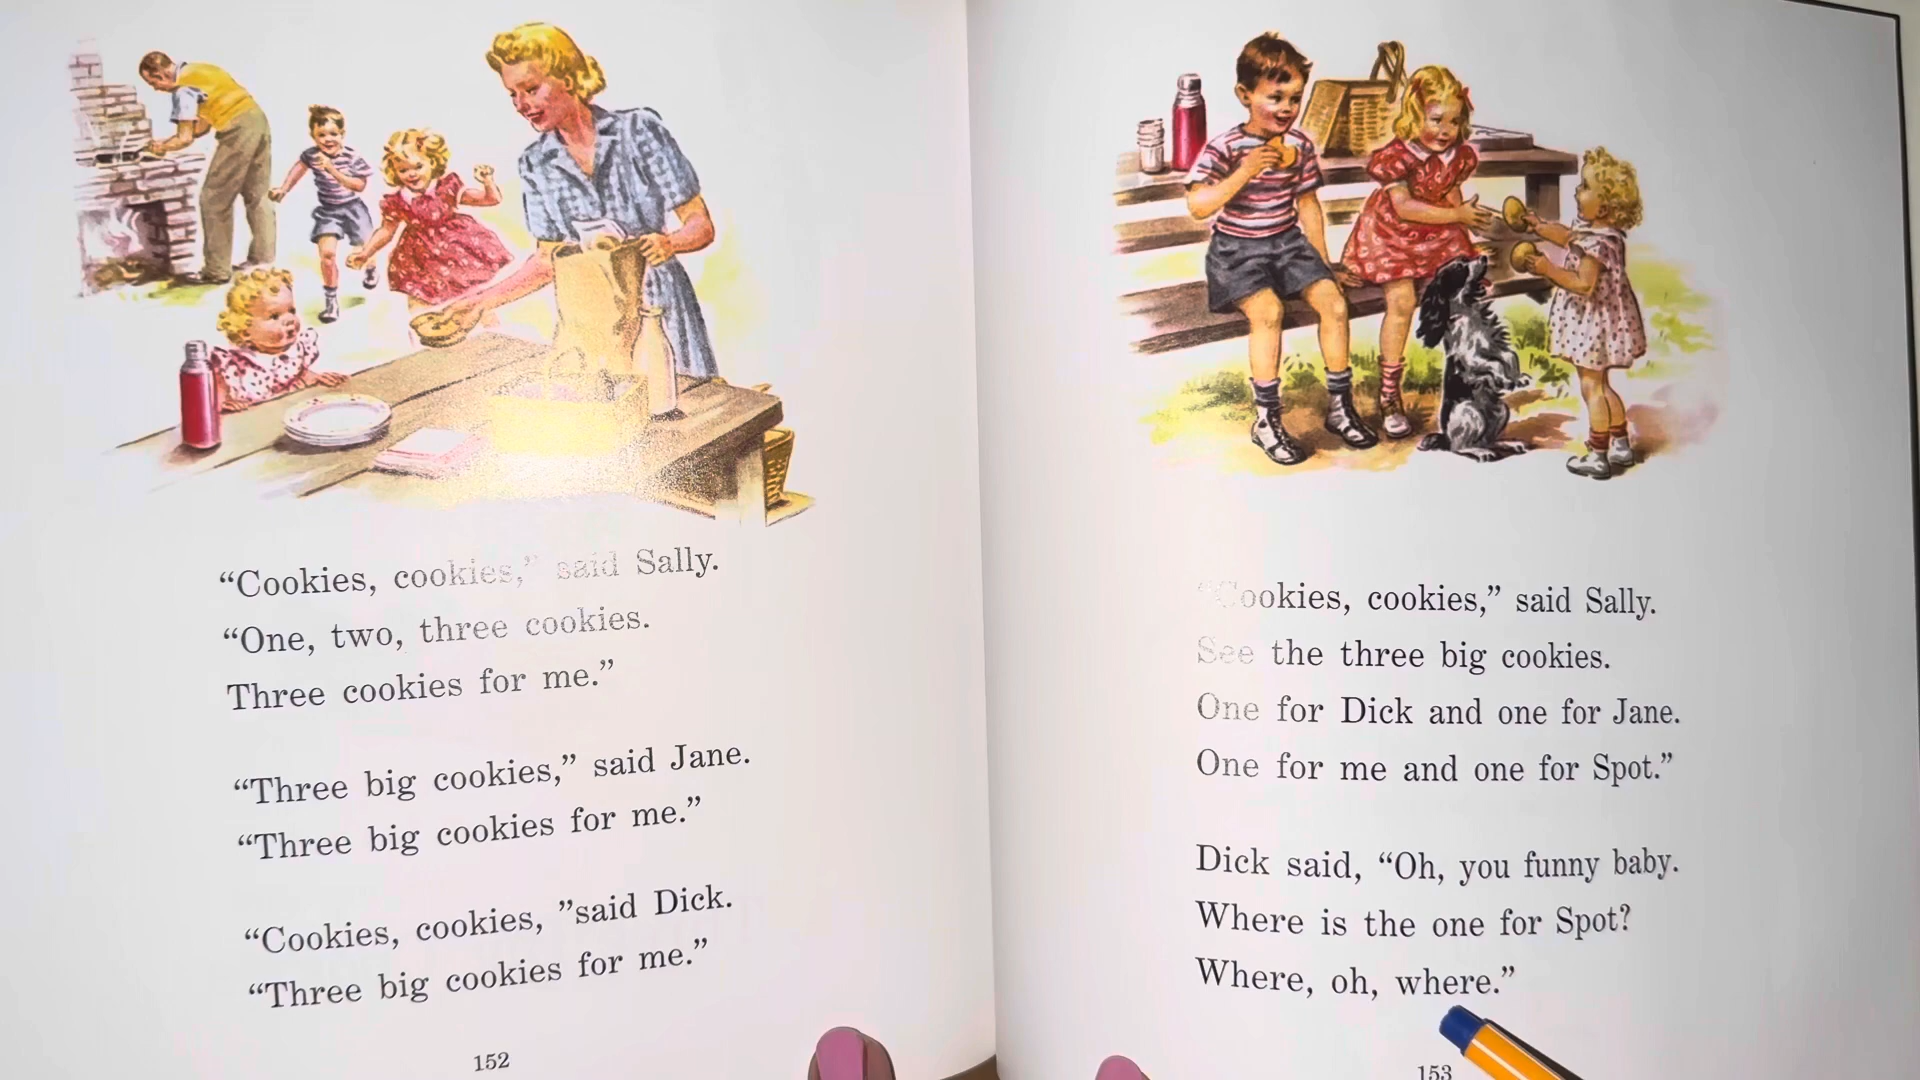 “Cookies, cookies,” said Sally.
“One, two, three cookies.
Three cookies for me.”
“Three big cookies,” said Jane.
“Three big cookies for me.”
“Cookies, cookies, ”said Dick.
“Three big cookies for me.”
152
“Cookies, cookies,” said Sally.
See the three big cookies.
One for Dick and one for Jane.
One for me and one for Spot.”
Dick said, “Oh, you funny baby.
Where is the one for Spot?
Where, oh, where.”
153